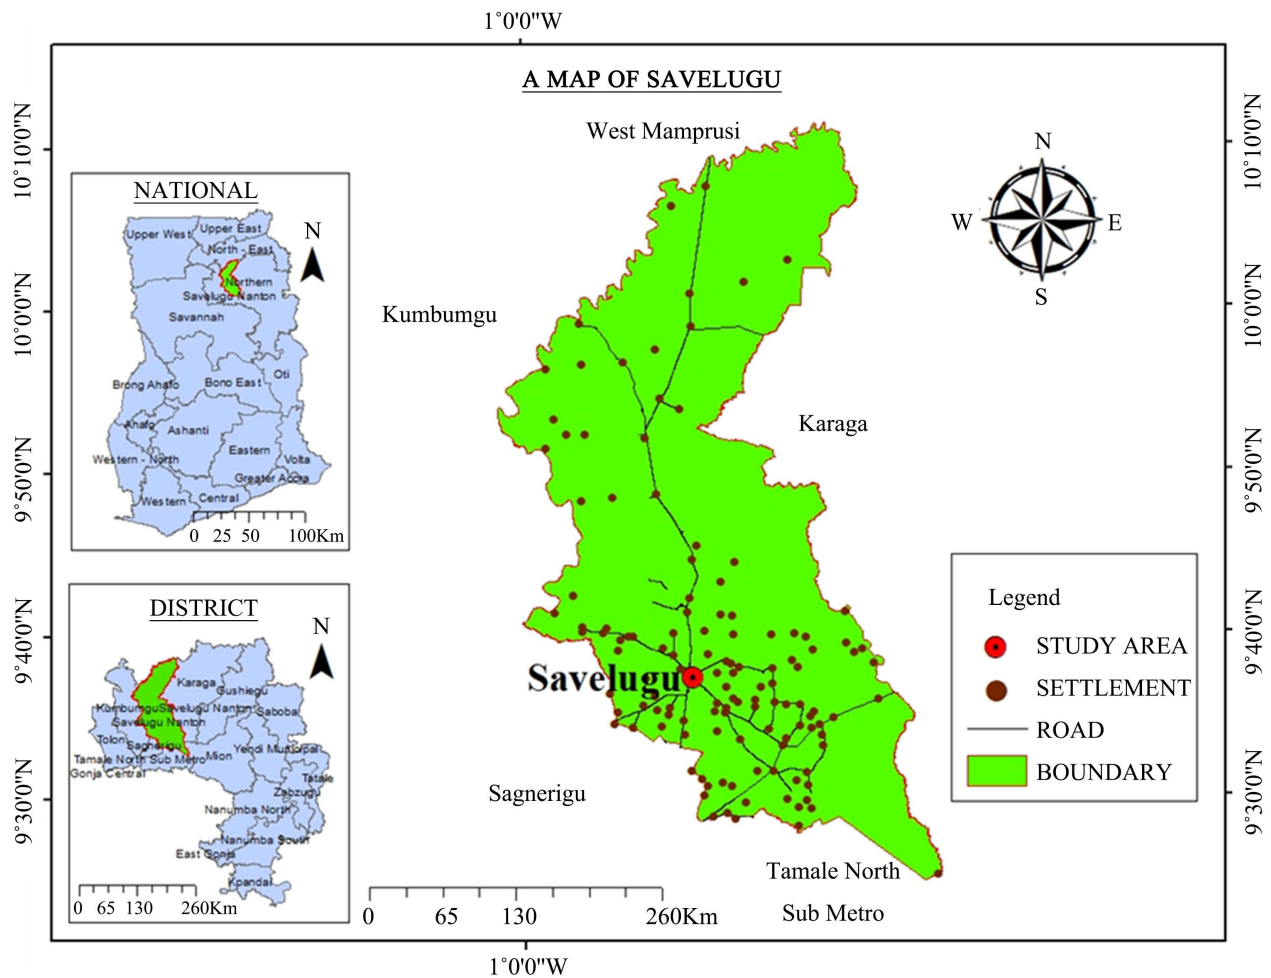 1˚0'0"W
A MAP OF SAVELUGU
West Mamprusi
10˚10'0"N
10˚10'0"N
N
W
E
S
NATIONAL
N
Upper West
Upper East
North - East
Northern
Savelugu Nanton
Savannah
Brong Ahafo
Bono East
Oti
Ahafo
Ashanti
Eastern
Western - North
Volta
Greater Accra
Western
Central
0 25 50 100Km
Kumbumgu
10˚0'0"N
10˚0'0"N
Karaga
9˚50'0"N
9˚50'0"N
DISTRICT
N
Karaga
Gushiegu
Kumbumgu
Savelugu Nanton
Saboba
Savelugu Nanton
Tolon
Sagnerigu
Mion
Yendi Municipal
Tamale North Sub Metro
Gonja Central
Tatale
Zabzugu
Nanumba North
Nanumba South
East Gonja
Kpandai
0 65 130 260Km
9˚40'0"N
9˚40'0"N
Savelugu
Legend
STUDY AREA
SETTLEMENT
ROAD
BOUNDARY
9˚30'0"N
9˚30'0"N
Sagnerigu
Tamale North
Sub Metro
0 65 130 260Km
1˚0'0"W